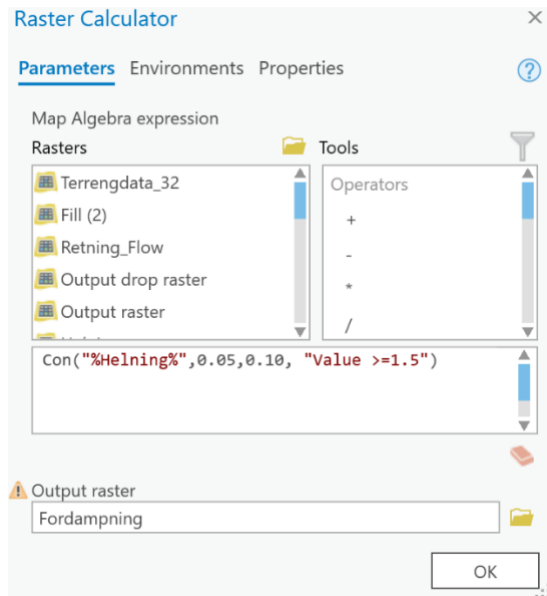 Raster Calculator
Parameters Environments Properties
Map Algebra expression
Rasters
Tools
Terrengdata_32
Fill (2)
Retning_Flow
Output drop raster
Output raster
Operators
+
-
*
/
Con("%Helning%",0.05,0.10, "Value >=1.5")
Output raster
Fordampning
OK